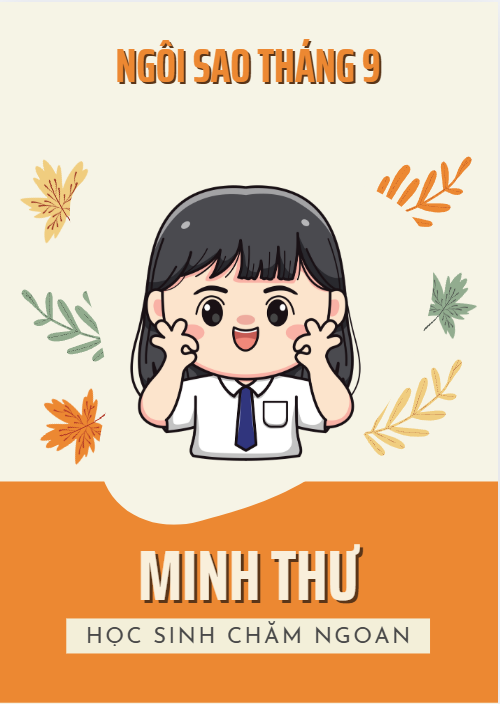 NGÔI SAO THÁNG 9
MINH THƯ
HỌC SINH CHĂM NGOAN